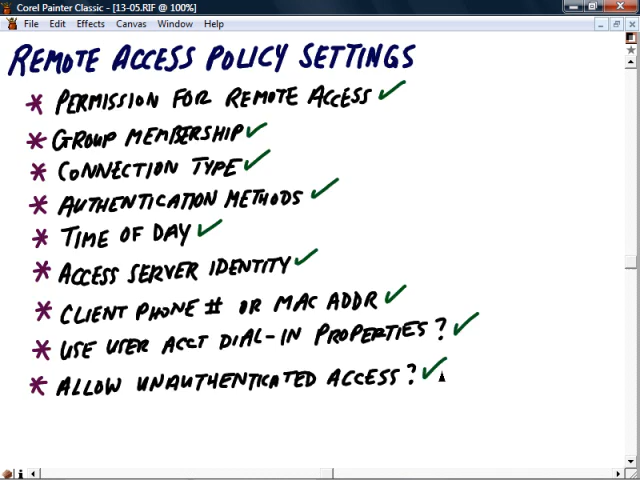 Corel Painter Classic - [13-05.RIF @ 100%]
File Edit Effects Canvas Window Help
REMOTE ACCESS POLICY SETTINGS
* PERMISSION FOR REMOTE ACCESS ✓
* GROUP MEMBERSHIP ✓
* CONNECTION TYPE ✓
* AUTHENTICATION METHODS ✓
* TIME OF DAY ✓
* ACCESS SERVER IDENTITY ✓
* CLIENT PHONE # OR MAC ADDR ✓
* USE USER ACCT DIAL-IN PROPERTIES? ✓
* ALLOW UNAUTHENTICATED ACCESS? ✓